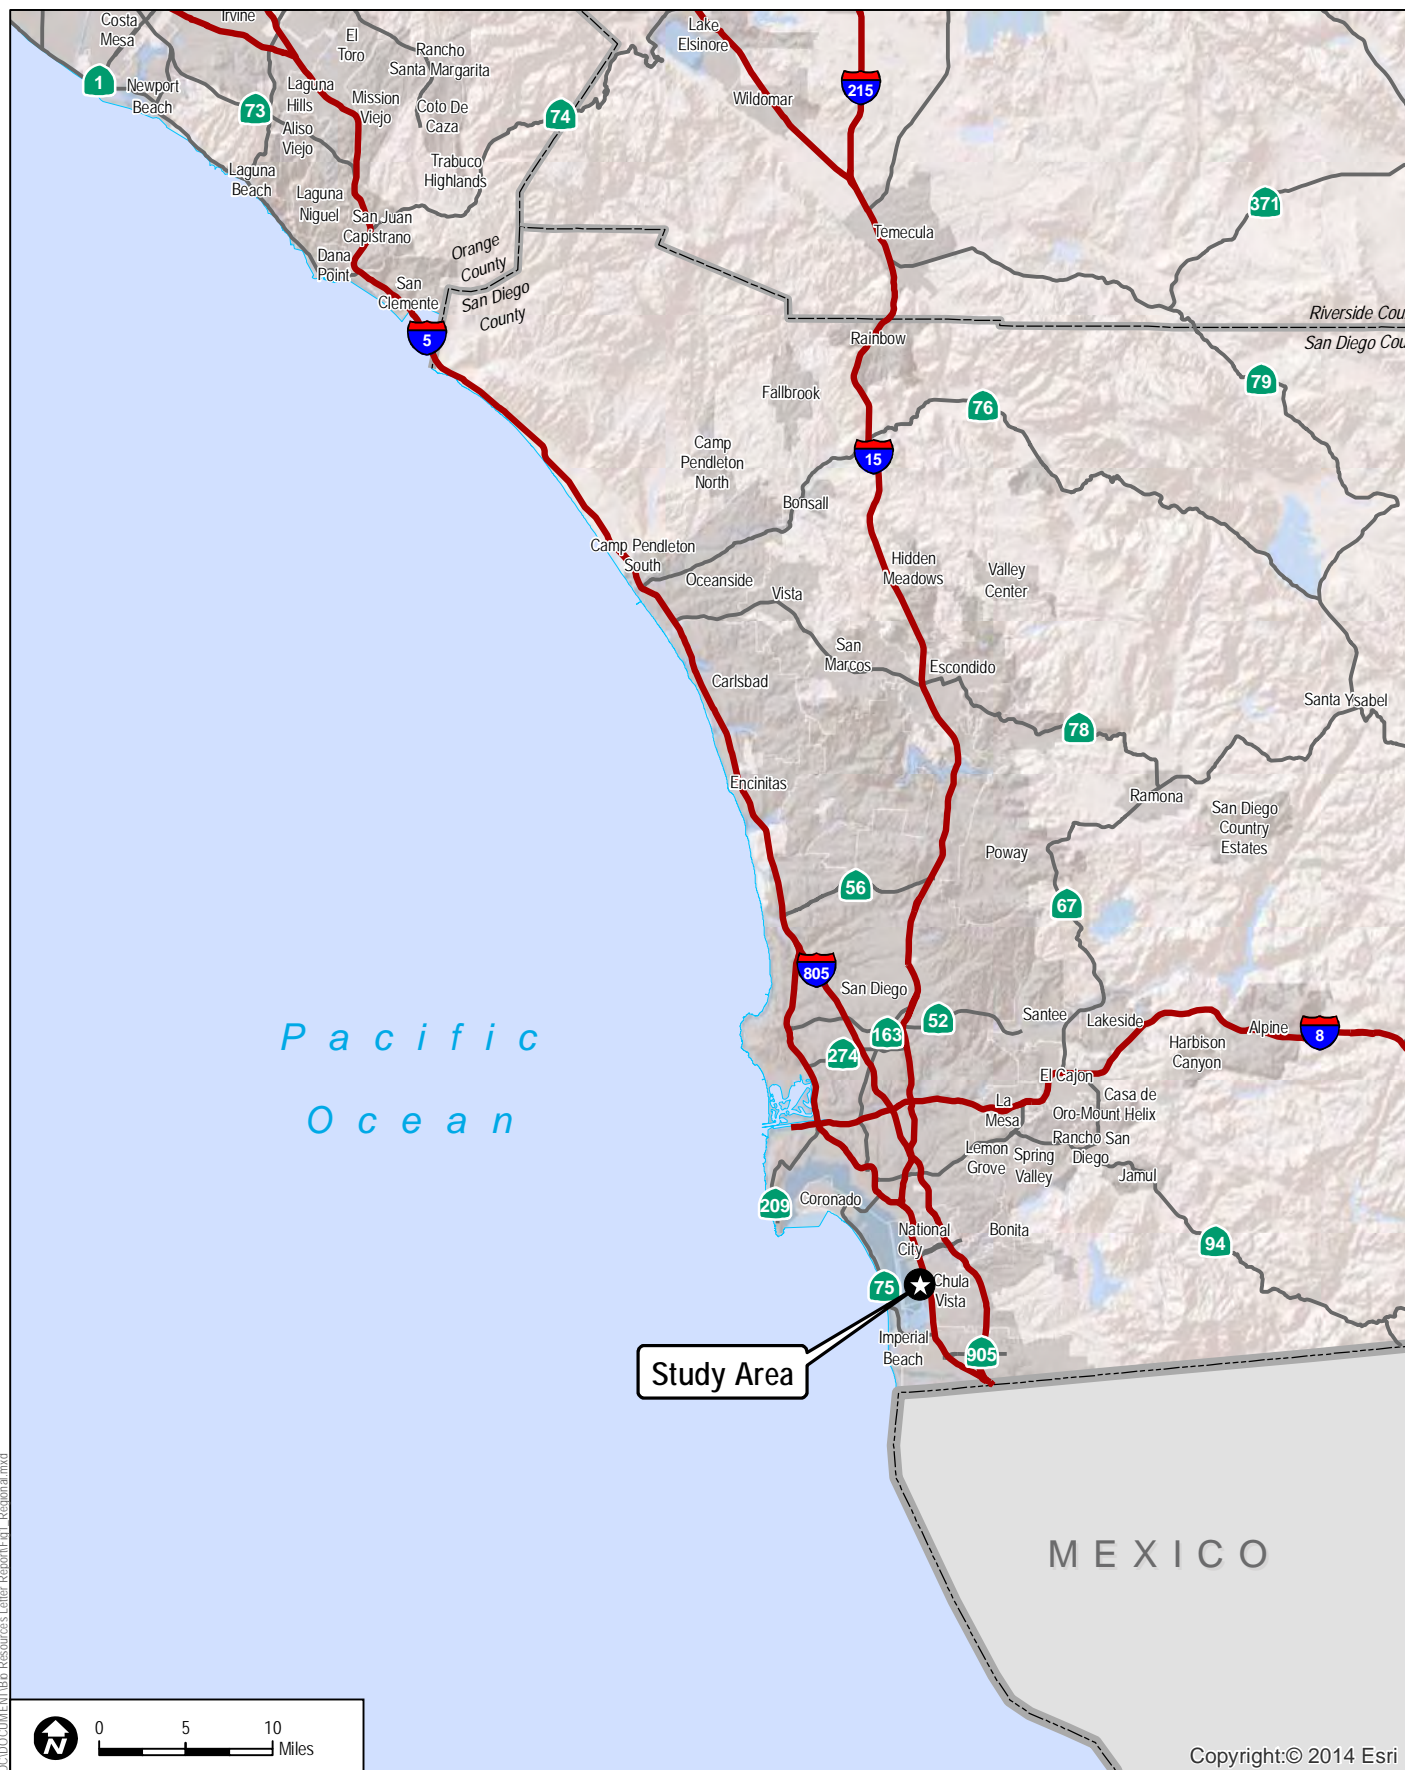 Costa
Mesa
Irvine
El
Toro
Rancho
Santa Margarita
Lake
Elsinore
1
Newport
Beach
73
Laguna
Hills
Mission
Viejo
Coto De
Caza
74
Wildomar
215
Aliso
Viejo
Trabuco
Highlands
Laguna
Beach
Laguna
Niguel
San Juan
Capistrano
371
Temecula
Dana
Point
Orange
County
San Diego
County
San
Clemente
5
Riverside Cou
San Diego Cou
Rainbow
79
Fallbrook
76
Camp
Pendleton
North
15
Bonsall
Camp Pendleton
South
Oceanside
Hidden
Meadows
Valley
Center
Vista
San
Marcos
Escondido
Carlsbad
Santa Ysabel
78
Encinitas
Ramona
San Diego
Country
Estates
Poway
56
67
805
San Diego
52
163
274
Santee
Lakeside
Alpine
8
Harbison
Canyon
El Cajon
Pacific
Ocean
La
Mesa
Casa de
Oro-Mount Helix
Lemon
Grove
Spring
Valley
Rancho San
Diego
Jamul
209
Coronado
National
City
Bonita
94
75
Chula
Vista
Imperial
Beach
905
Study Area
MEXICO
N
0 5 10
Miles
Copyright:© 2014 Esri